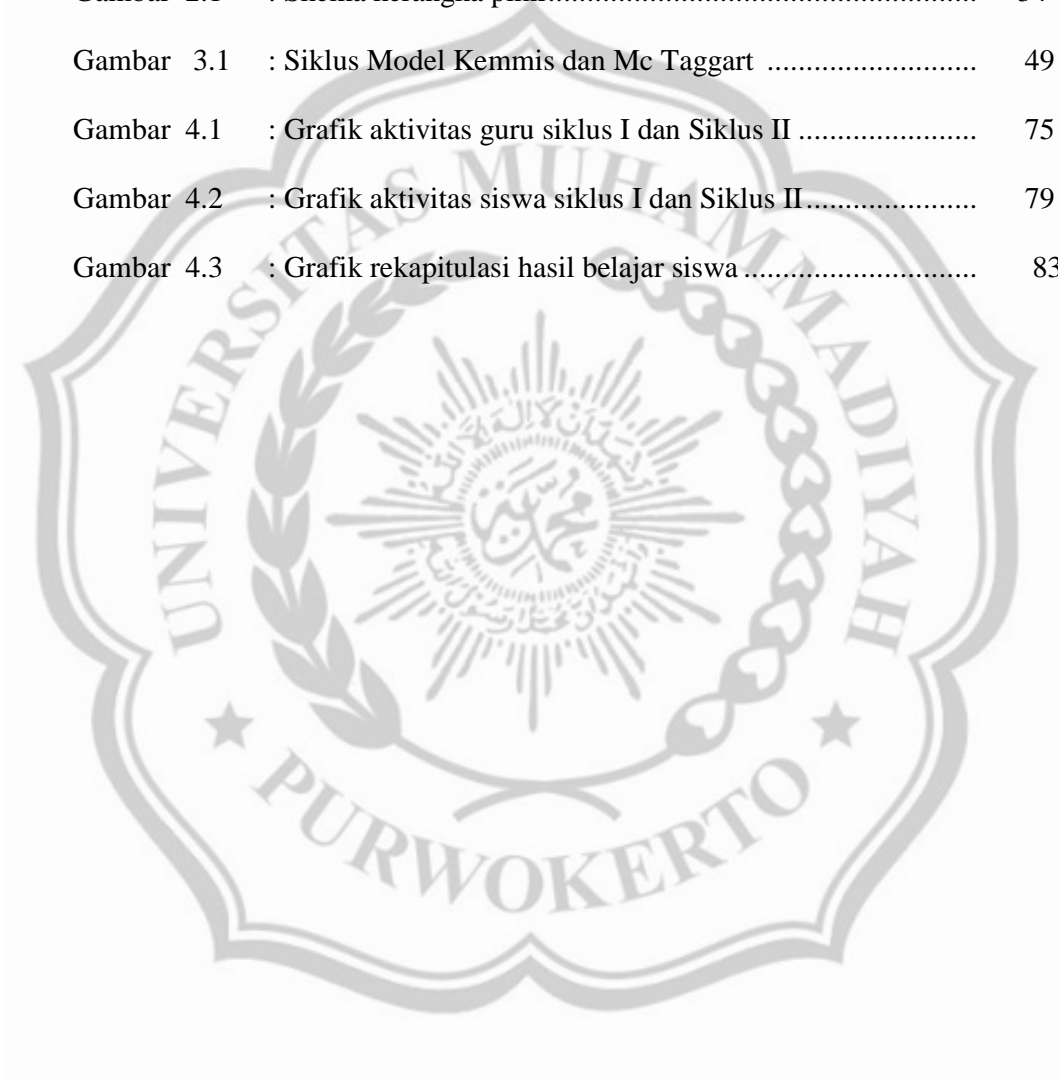 Gambar 3.1 : Siklus Model Kemmis dan Mc Taggart ........................... 49
Gambar 4.1 : Grafik aktivitas guru siklus I dan Siklus II ....................... 75
Gambar 4.2 : Grafik aktivitas siswa siklus I dan Siklus II...................... 79
Gambar 4.3 : Grafik rekapitulasi hasil belajar siswa .............................. 83
UNIVERSITAS MUHAMMADIYAH
PURWOKERTO